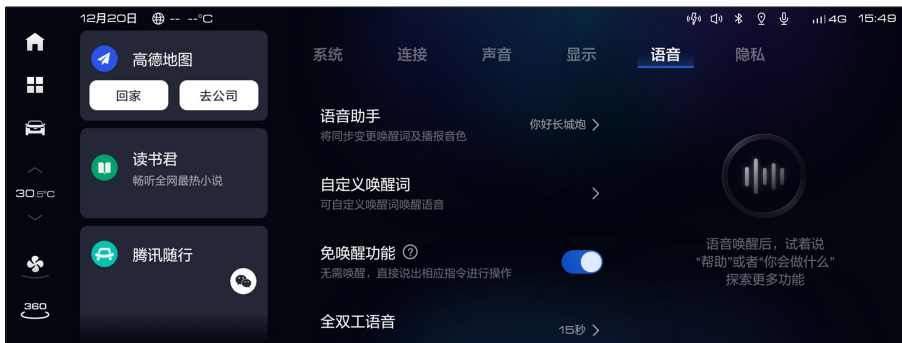 12月20日 -- --°C
4G 15:49
30.5°C
360
高德地图
回家 去公司
读书君
畅听全网最热小说
腾讯随行
系统 连接 声音 显示 语音 隐私
语音助手
将同步变更唤醒词及播报音色
你好长城炮
自定义唤醒词
可自定义唤醒词唤醒语音
免唤醒功能
无需唤醒，直接说出相应指令进行操作
全双工语音
15秒
语音唤醒后，试着说
“帮助”或者“你会做什么”
探索更多功能